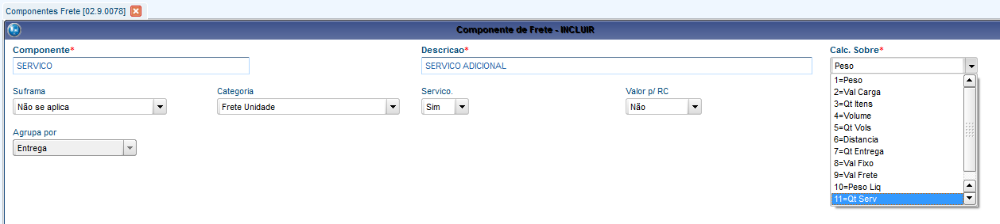 Componentes Frete [02.9.0078]
Componente de Frete - INCLUIR
Componente* Descricao* Calc. Sobre*
SERVICO SERVICO ADICIONAL Peso
1=Peso
2=Val Carga
3=Qt Itens
4=Volume
5=Qt Vols
6=Distancia
7=Qt Entrega
8=Val Fixo
9=Val Frete
10=Peso Liq
11=Qt Serv
Suframa Categoria Servico. Valor p/ RC
Não se aplica Frete Unidade Sim Não
Agrupa por
Entrega